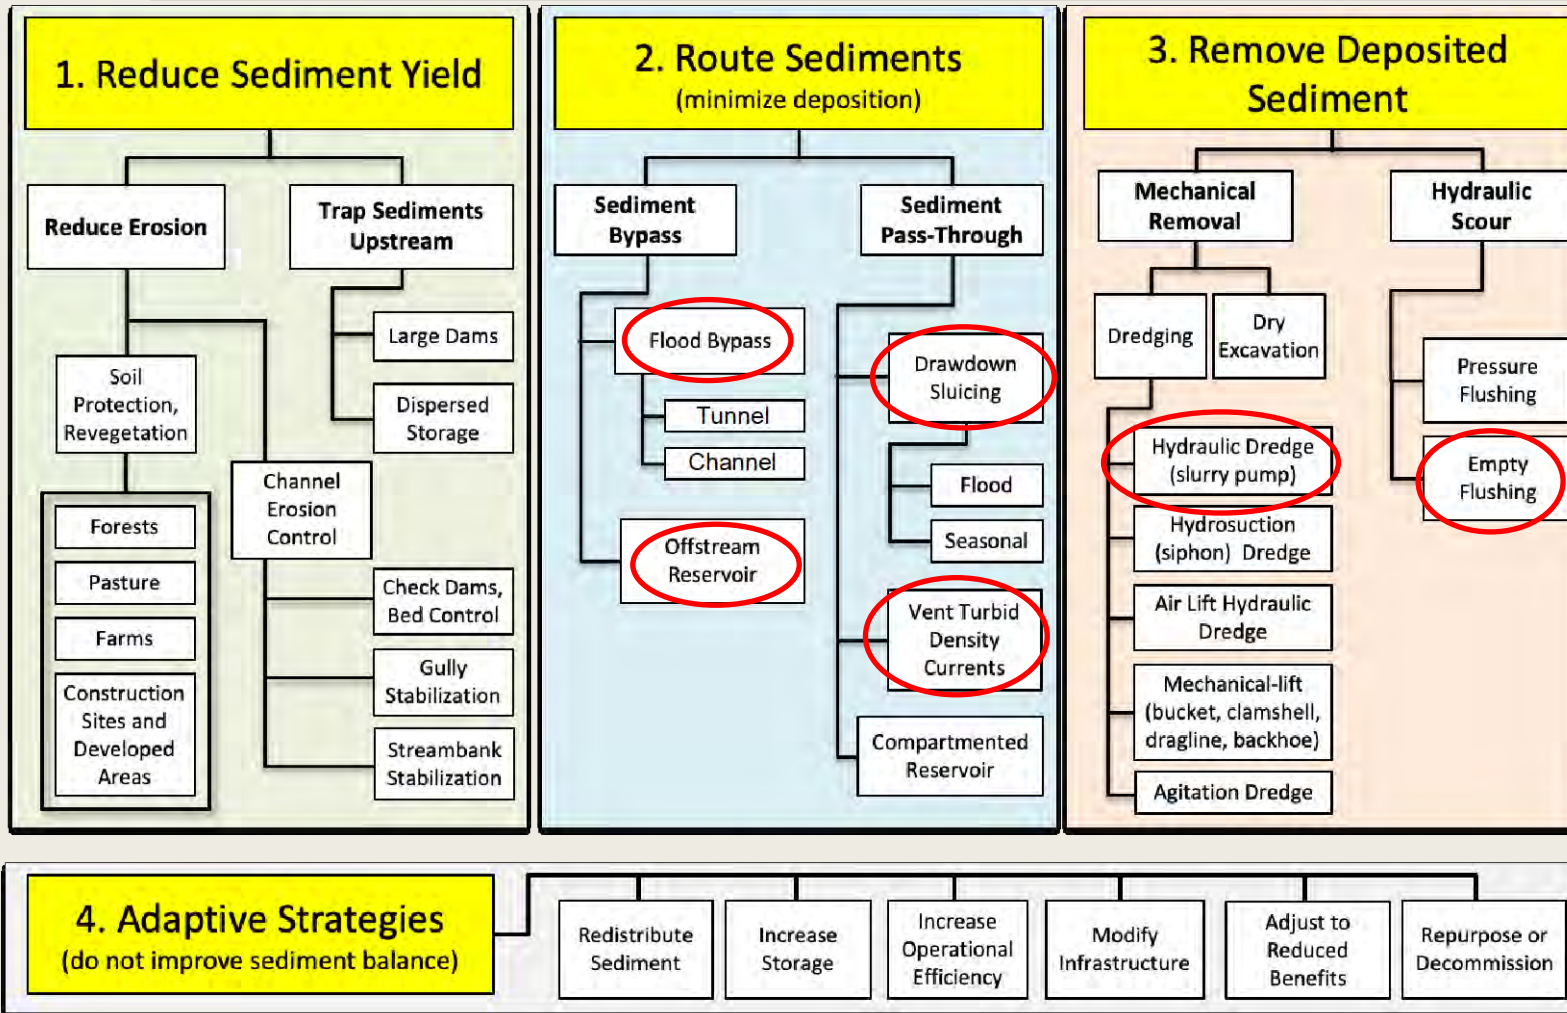 1. Reduce Sediment Yield
Reduce Erosion
Trap Sediments
Upstream
Large Dams
Dispersed
Storage
Soil
Protection,
Revegetation
Forests
Pasture
Farms
Construction
Sites and
Developed
Areas
Channel
Erosion
Control
Check Dams,
Bed Control
Gully
Stabilization
Streambank
Stabilization
2. Route Sediments
(minimize deposition)
Sediment
Bypass
Flood Bypass
Tunnel
Channel
Offstream
Reservoir
Sediment
Pass-Through
Drawdown
Sluicing
Flood
Seasonal
Vent Turbid
Density
Currents
Compartmented
Reservoir
3. Remove Deposited
Sediment
Mechanical
Removal
Dredging
Dry
Excavation
Hydraulic Dredge
(slurry pump)
Hydrosuction
(siphon) Dredge
Air Lift Hydraulic
Dredge
Mechanical-lift
(bucket, clamshell,
dragline, backhoe)
Agitation Dredge
Hydraulic
Scour
Pressure
Flushing
Empty
Flushing
4. Adaptive Strategies
(do not improve sediment balance)
Redistribute
Sediment
Increase
Storage
Increase
Operational
Efficiency
Modify
Infrastructure
Adjust to
Reduced
Benefits
Repurpose or
Decommission